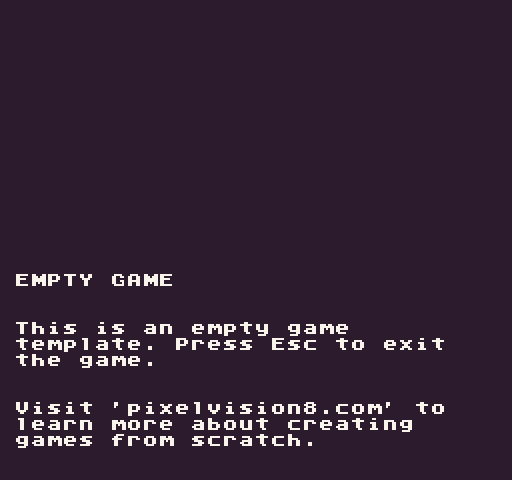 EMPTY GAME
This is an empty game
template. Press Esc to exit
the game.
Visit 'pixelvision8.com' to
learn more about creating
games from scratch.